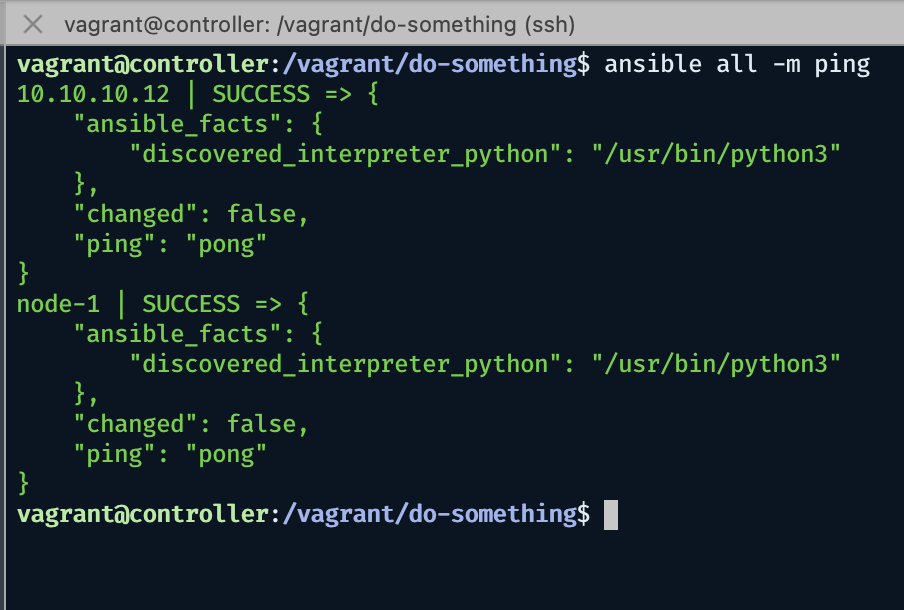 vagrant@controller: /vagrant/do-something (ssh)
vagrant@controller:/vagrant/do-something$ ansible all -m ping
10.10.10.12 | SUCCESS => {
    "ansible_facts": {
        "discovered_interpreter_python": "/usr/bin/python3"
    },
    "changed": false,
    "ping": "pong"
}
node-1 | SUCCESS => {
    "ansible_facts": {
        "discovered_interpreter_python": "/usr/bin/python3"
    },
    "changed": false,
    "ping": "pong"
}
vagrant@controller:/vagrant/do-something$